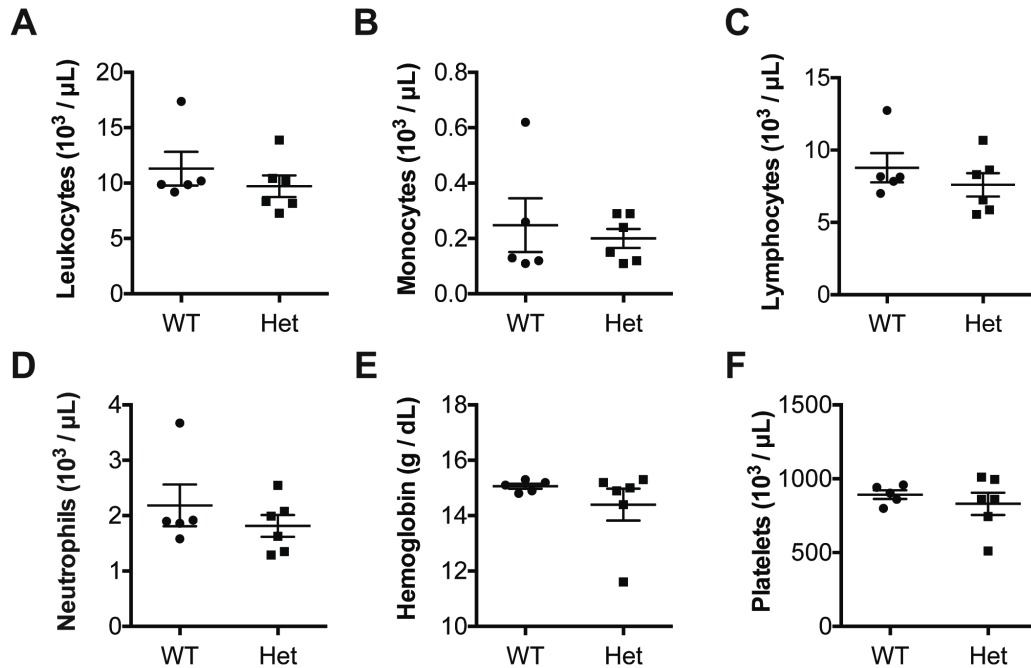 A
Leukocytes (10³ / µL)
20
15
10
5
0
WT Het
B
Monocytes (10³ / µL)
0.8
0.6
0.4
0.2
0.0
WT Het
C
Lymphocytes (10³ / µL)
15
10
5
0
WT Het
D
Neutrophils (10³ / µL)
4
3
2
1
0
WT Het
E
Hemoglobin (g / dL)
18
16
14
12
10
WT Het
F
Platelets (10³ / µL)
1500
1000
500
0
WT Het